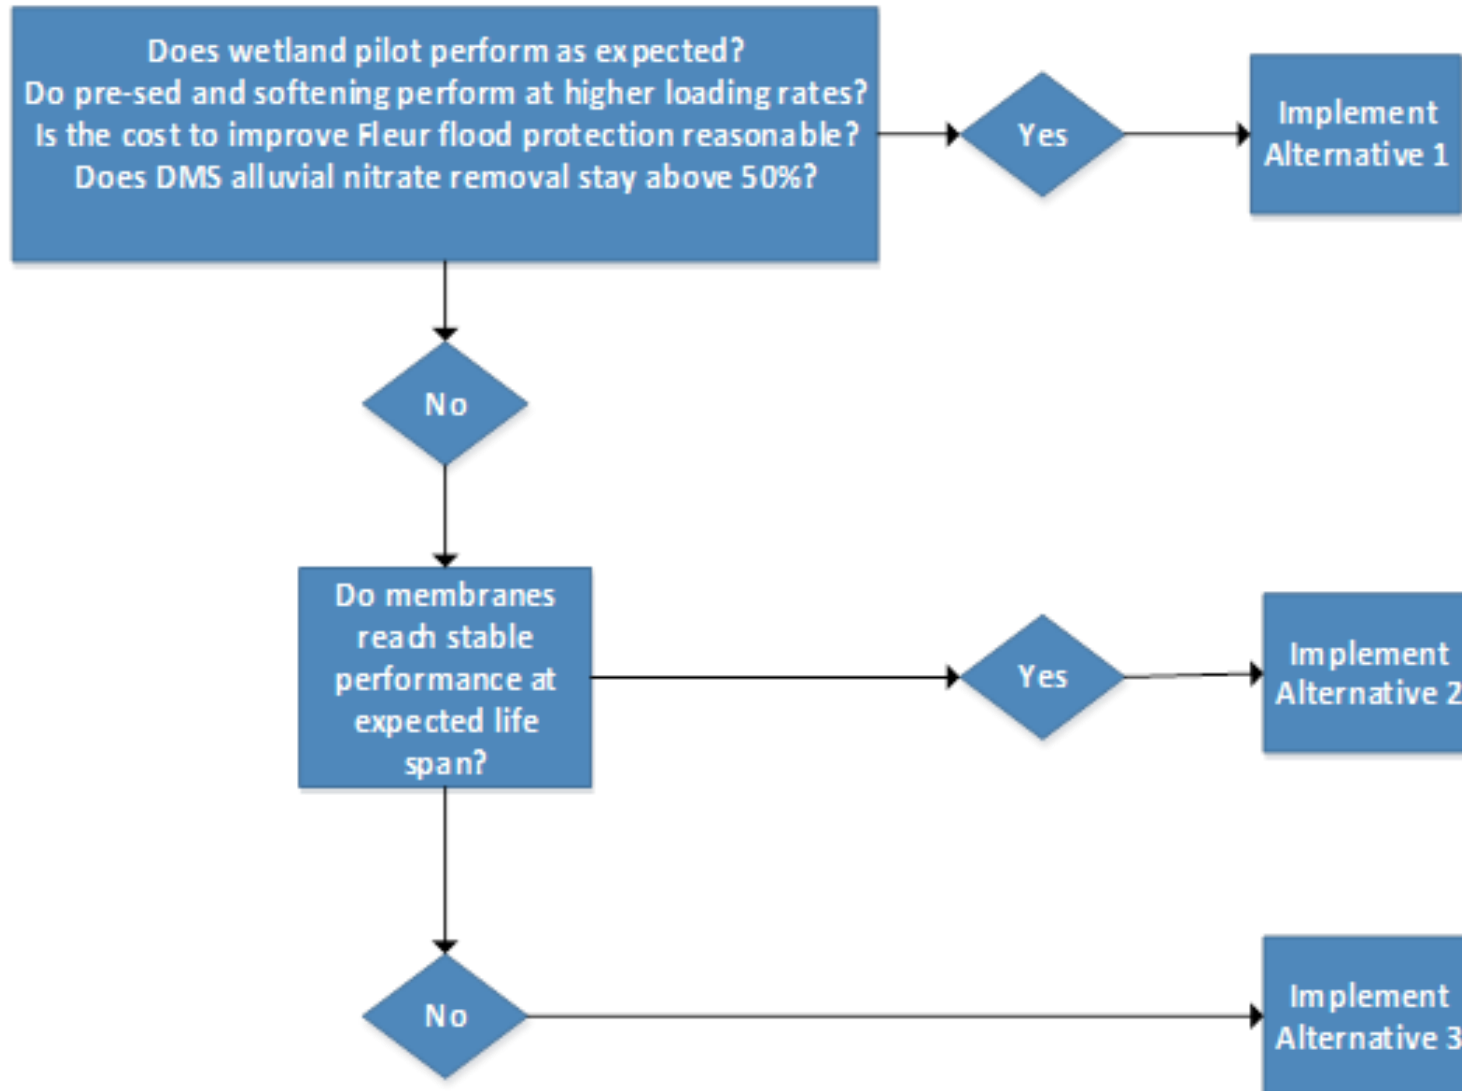 Does wetland pilot perform as expected?
Do pre-sed and softening perform at higher loading rates?
Is the cost to improve Fleur flood protection reasonable?
Does DMS alluvial nitrate removal stay above 50%?
Yes
Implement
Alternative 1
No
Do membranes
reach stable
performance at
expected life
span?
Yes
Implement
Alternative 2
No
Implement
Alternative 3